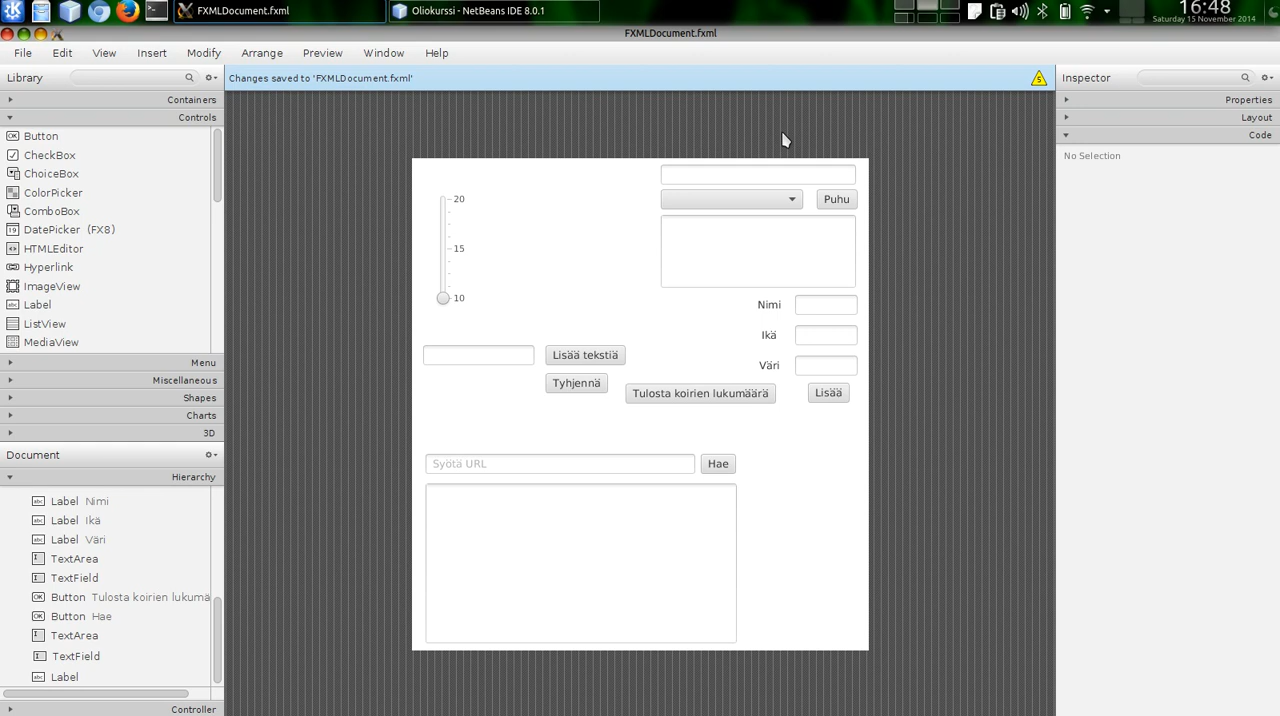 FXMLDocument.fxml
Oliokurssi - NetBeans IDE 8.0.1
16:48
Saturday 15 November 2014
FXMLDocument.fxml
File Edit View Insert Modify Arrange Preview Window Help
Library
Changes saved to 'FXMLDocument.fxml'
5
Inspector
Containers
Controls
Button
CheckBox
ChoiceBox
ColorPicker
ComboBox
DatePicker (FX8)
HTMLEditor
Hyperlink
ImageView
Label
ListView
MediaView
Menu
Miscellaneous
Shapes
Charts
3D
Document
Hierarchy
Label Nimi
Label Ikä
Label Väri
TextArea
TextField
Button Tulosta koirien lukumä
Button Hae
TextArea
TextField
Label
Controller
20
15
10
Puhu
Nimi
Ikä
Väri
Lisää tekstiä
Tyhjennä
Tulosta koirien lukumäärä
Lisää
Syötä URL
Hae
Properties
Layout
Code
No Selection